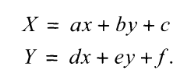 X = ax + by + c
Y = dx + ey + f.